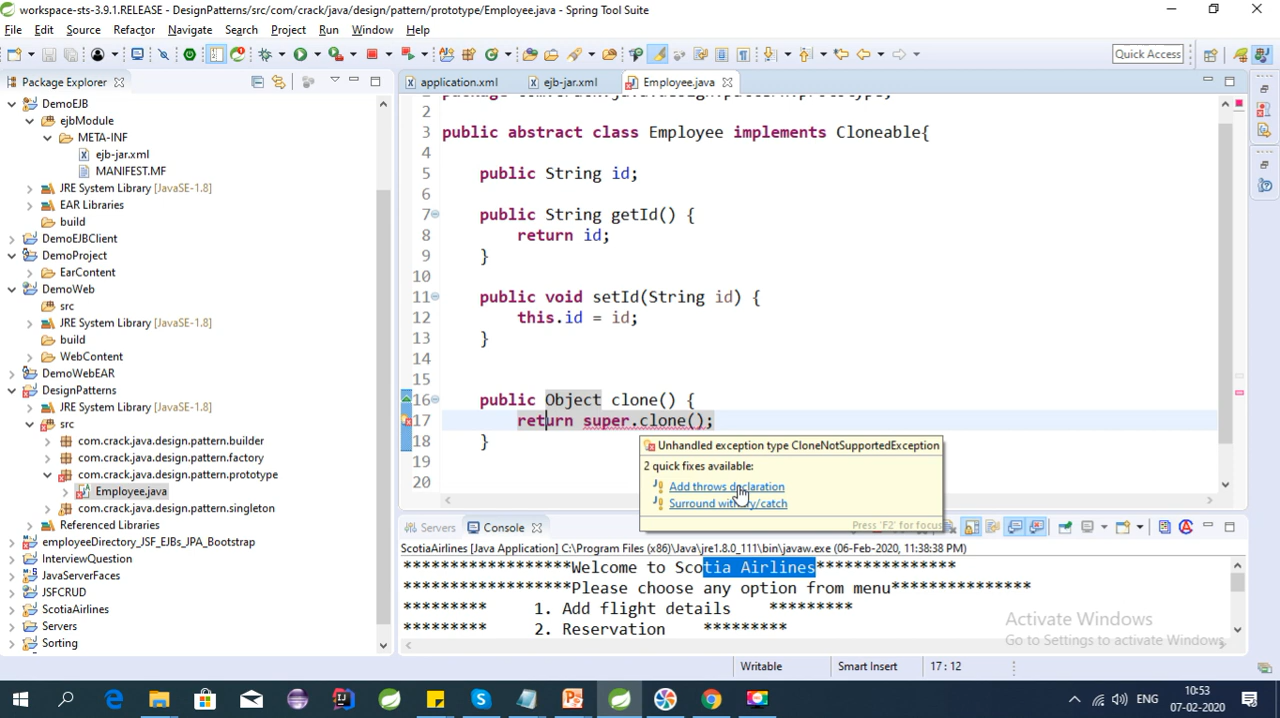 workspace-sts-3.9.1.RELEASE - DesignPatterns/src/com/crack/java/design/pattern/prototype/Employee.java - Spring Tool Suite
File Edit Source Refactor Navigate Search Project Run Window Help
Quick Access
Package Explorer
DemoEJB
ejbModule
META-INF
ejb-jar.xml
MANIFEST.MF
JRE System Library [JavaSE-1.8]
EAR Libraries
build
DemoEJBClient
DemoProject
EarContent
DemoWeb
src
JRE System Library [JavaSE-1.8]
build
WebContent
DemoWebEAR
DesignPatterns
JRE System Library [JavaSE-1.8]
src
com.crack.java.design.pattern.builder
com.crack.java.design.pattern.factory
com.crack.java.design.pattern.prototype
Employee.java
com.crack.java.design.pattern.singleton
Referenced Libraries
employeeDirectory_JSF_EJBs_JPA_Bootstrap
InterviewQuestion
JavaServerFaces
JSFCRUD
ScotiaAirlines
Servers
Sorting
application.xml ejb-jar.xml Employee.java
2
3 public abstract class Employee implements Cloneable{
4
5 public String id;
6
7 public String getId() {
8 return id;
9 }
10
11 public void setId(String id) {
12 this.id = id;
13 }
14
15
16 public Object clone() {
17 return super.clone();
18 }
19
20
Unhandled exception type CloneNotSupportedException
2 quick fixes available:
Add throws declaration
Surround with try/catch
Press 'F2' for focus
Servers Console
ScotiaAirlines [Java Application] C:\Program Files (x86)\Java\jre1.8.0_111\bin\javaw.exe (06-Feb-2020, 11:38:38 PM)
******************Welcome to Scotia Airlines***************
******************Please choose any option from menu***************
********* 1. Add flight details *********
********* 2. Reservation *********
Activate Windows
Go to Settings to activate Windows.
Writable Smart Insert 17 : 12
ENG
10:53
07-02-2020